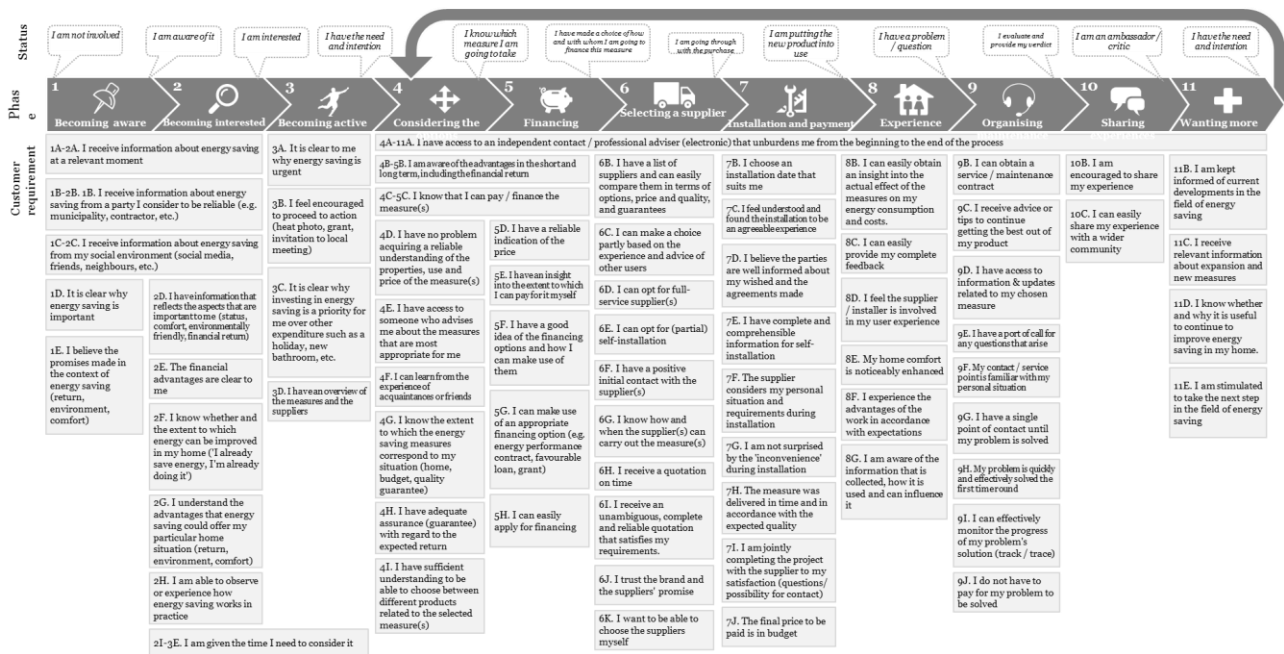 Status
I am not involved
I am aware of it
I am interested
I have the need
and intention
I know which
measure I am
going to take
I have made a choice of how
and with whom I am going to
finance this measure
I am going through
with the purchase
I am putting the
new product into
use
I have a problem
/ question
I evaluate and
provide my verdict
I am an ambassador /
critic
I have the need
and intention
Phas
e
1
Becoming aware
2
Becoming interested
3
Becoming active
4
Considering the
5
Financing
6
Selecting a supplier
7
Installation and payment
8
Experience
9
Organising
10
Sharing
11
Wanting more
Customer
requirement
4A-11A. I have access to an independent contact / professional adviser (electronic) that unburdens me from the beginning to the end of the process
1A-2A. I receive information about energy saving
at a relevant moment
1B-2B. 1B. I receive information about energy
saving from a party I consider to be reliable (e.g.
municipality, contractor, etc.)
1C-2C. I receive information about energy saving
from my social environment (social media,
friends, neighbours, etc.)
1D. It is clear why
energy saving is
important
1E. I believe the
promises made in
the context of
energy saving
(return,
environment,
comfort)
2D. I have information that
reflects the aspects that are
important to me (status,
comfort, environmentally
friendly, financial return)
2E. The financial
advantages are clear to
me
2F. I know whether and
the extent to which
energy can be improved
in my home ('I already
save energy, I'm already
doing it')
2G. I understand the
advantages that energy
saving could offer my
particular home
situation (return,
environment, comfort)
2H. I am able to observe
or experience how
energy saving works in
practice
2I-3E. I am given the time I need to consider it
3A. It is clear to me
why energy saving is
urgent
3B. I feel encouraged
to proceed to action
(heat photo, grant,
invitation to local
meeting)
3C. It is clear why
investing in energy
saving is a priority for
me over other
expenditure such as a
holiday, new
bathroom, etc.
3D. I have an overview of
the measures and the
suppliers
4B-5B. I am aware of the advantages in the short and
long term, including the financial return
4C-5C. I know that I can pay / finance the
measure(s)
4D. I have no problem
acquiring a reliable
understanding of the
properties, use and
price of the measure(s)
4E. I have access to
someone who advises
me about the measures
that are most
appropriate for me
4F. I can learn from the
experience of
acquaintances or friends
4G. I know the extent
to which the energy
saving measures
correspond to my
situation (home,
budget, quality
guarantee)
4H. I have adequate
assurance (guarantee)
with regard to the
expected return
4I. I have sufficient
understanding to be
able to choose between
different products
related to the selected
measure(s)
5D. I have a reliable
indication of the
price
5E. I have an insight
into the extent to which
I can pay for it myself
5F. I have a good
idea of the financing
options and how I
can make use of
them
5G. I can make use
of an appropriate
financing option (e.g.
energy performance
contract, favourable
loan, grant)
5H. I can easily
apply for financing
6B. I have a list of
suppliers and can easily
compare them in terms of
options, price and quality,
and guarantees
6C. I can make a choice
partly based on the
experience and advice of
other users
6D. I can opt for full-
service supplier(s)
6E. I can opt for (partial)
self-installation
6F. I have a positive
initial contact with the
supplier(s)
6G. I know how and
when the supplier(s) can
carry out the measure(s)
6H. I receive a quotation
on time
6I. I receive an
unambiguous, complete
and reliable quotation
that satisfies my
requirements.
6J. I trust the brand and
the suppliers' promise
6K. I want to be able to
choose the suppliers
myself
7B. I choose an
installation date that
suits me
7C. I feel understood and
found the installation to be
an agreeable experience
7D. I believe the parties
are well informed about
my wished and the
agreements made
7E. I have complete and
comprehensible
information for self-
installation
7F. The supplier
considers my personal
situation and
requirements during
installation
7G. I am not surprised
by the 'inconvenience'
during installation
7H. The measure was
delivered in time and in
accordance with the
expected quality
7I. I am jointly
completing the project
with the supplier to my
satisfaction (questions/
possibility for contact)
7J. The final price to be
paid is in budget
8B. I can easily obtain
an insight into the
actual effect of the
measures on my
energy consumption
and costs.
8C. I can easily
provide my complete
feedback
8D. I feel the supplier
/ installer is involved
in my user experience
8E. My home comfort
is noticeably enhanced
8F. I experience the
advantages of the
work in accordance
with expectations
8G. I am aware of the
information that is
collected, how it is
used and can influence
it
9B. I can obtain a
service / maintenance
contract
9C. I receive advice or
tips to continue
getting the best out of
my product
9D. I have access to
information & updates
related to my chosen
measure
9E. I have a port of call for
any questions that arise
9F. My contact / service
point is familiar with my
personal situation
9G. I have a single
point of contact until
my problem is solved
9H. My problem is quickly
and effectively solved the
first time round
9I. I can effectively
monitor the progress
of my problem's
solution (track / trace)
9J. I do not have to
pay for my problem to
be solved
10B. I am
encouraged to share
my experience
10C. I can easily
share my experience
with a wider
community
11B. I am kept
informed of current
developments in the
field of energy
saving
11C. I receive
relevant information
about expansion and
new measures
11D. I know whether
and why it is useful
to continue to
improve energy
saving in my home.
11E. I am stimulated
to take the next step
in the field of energy
saving